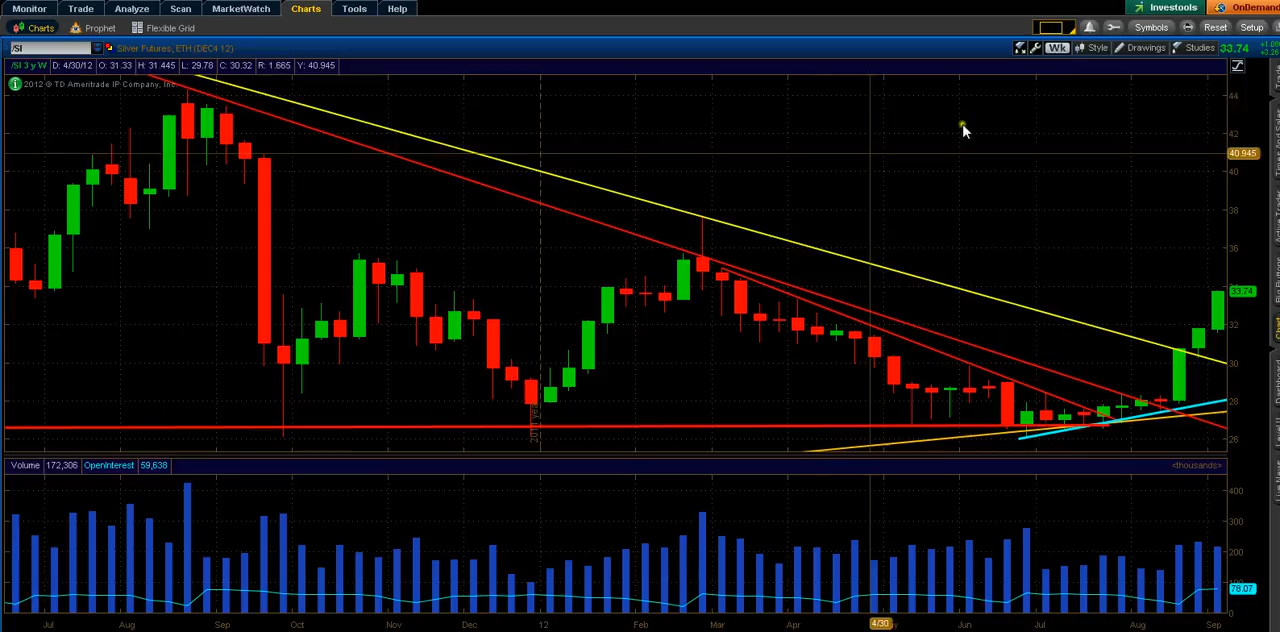 Monitor Trade Analyze Scan MarketWatch Charts Tools Help Investools OnDemand
Charts Prophet Flexible Grid Symbols Reset Setup
/SI Silver Futures, ETH (DEC4 12) Wk Style Drawings Studies 33.74
/SI 3 y W D: 4/30/12 O: 31.33 H: 31.445 L: 29.78 C: 30.32 R: 1.665 Y: 40.945
2012 © TD Ameritrade IP Company, Inc.
44
42
40.945
40
38
36
33.74
32
30
28
26
Volume 172,306 OpenInterest 59,638 <thousands>
400
300
200
78.07
Jul Aug Sep Oct Nov Dec 12 Feb Mar Apr 4/30 Jun Jul Aug Sep